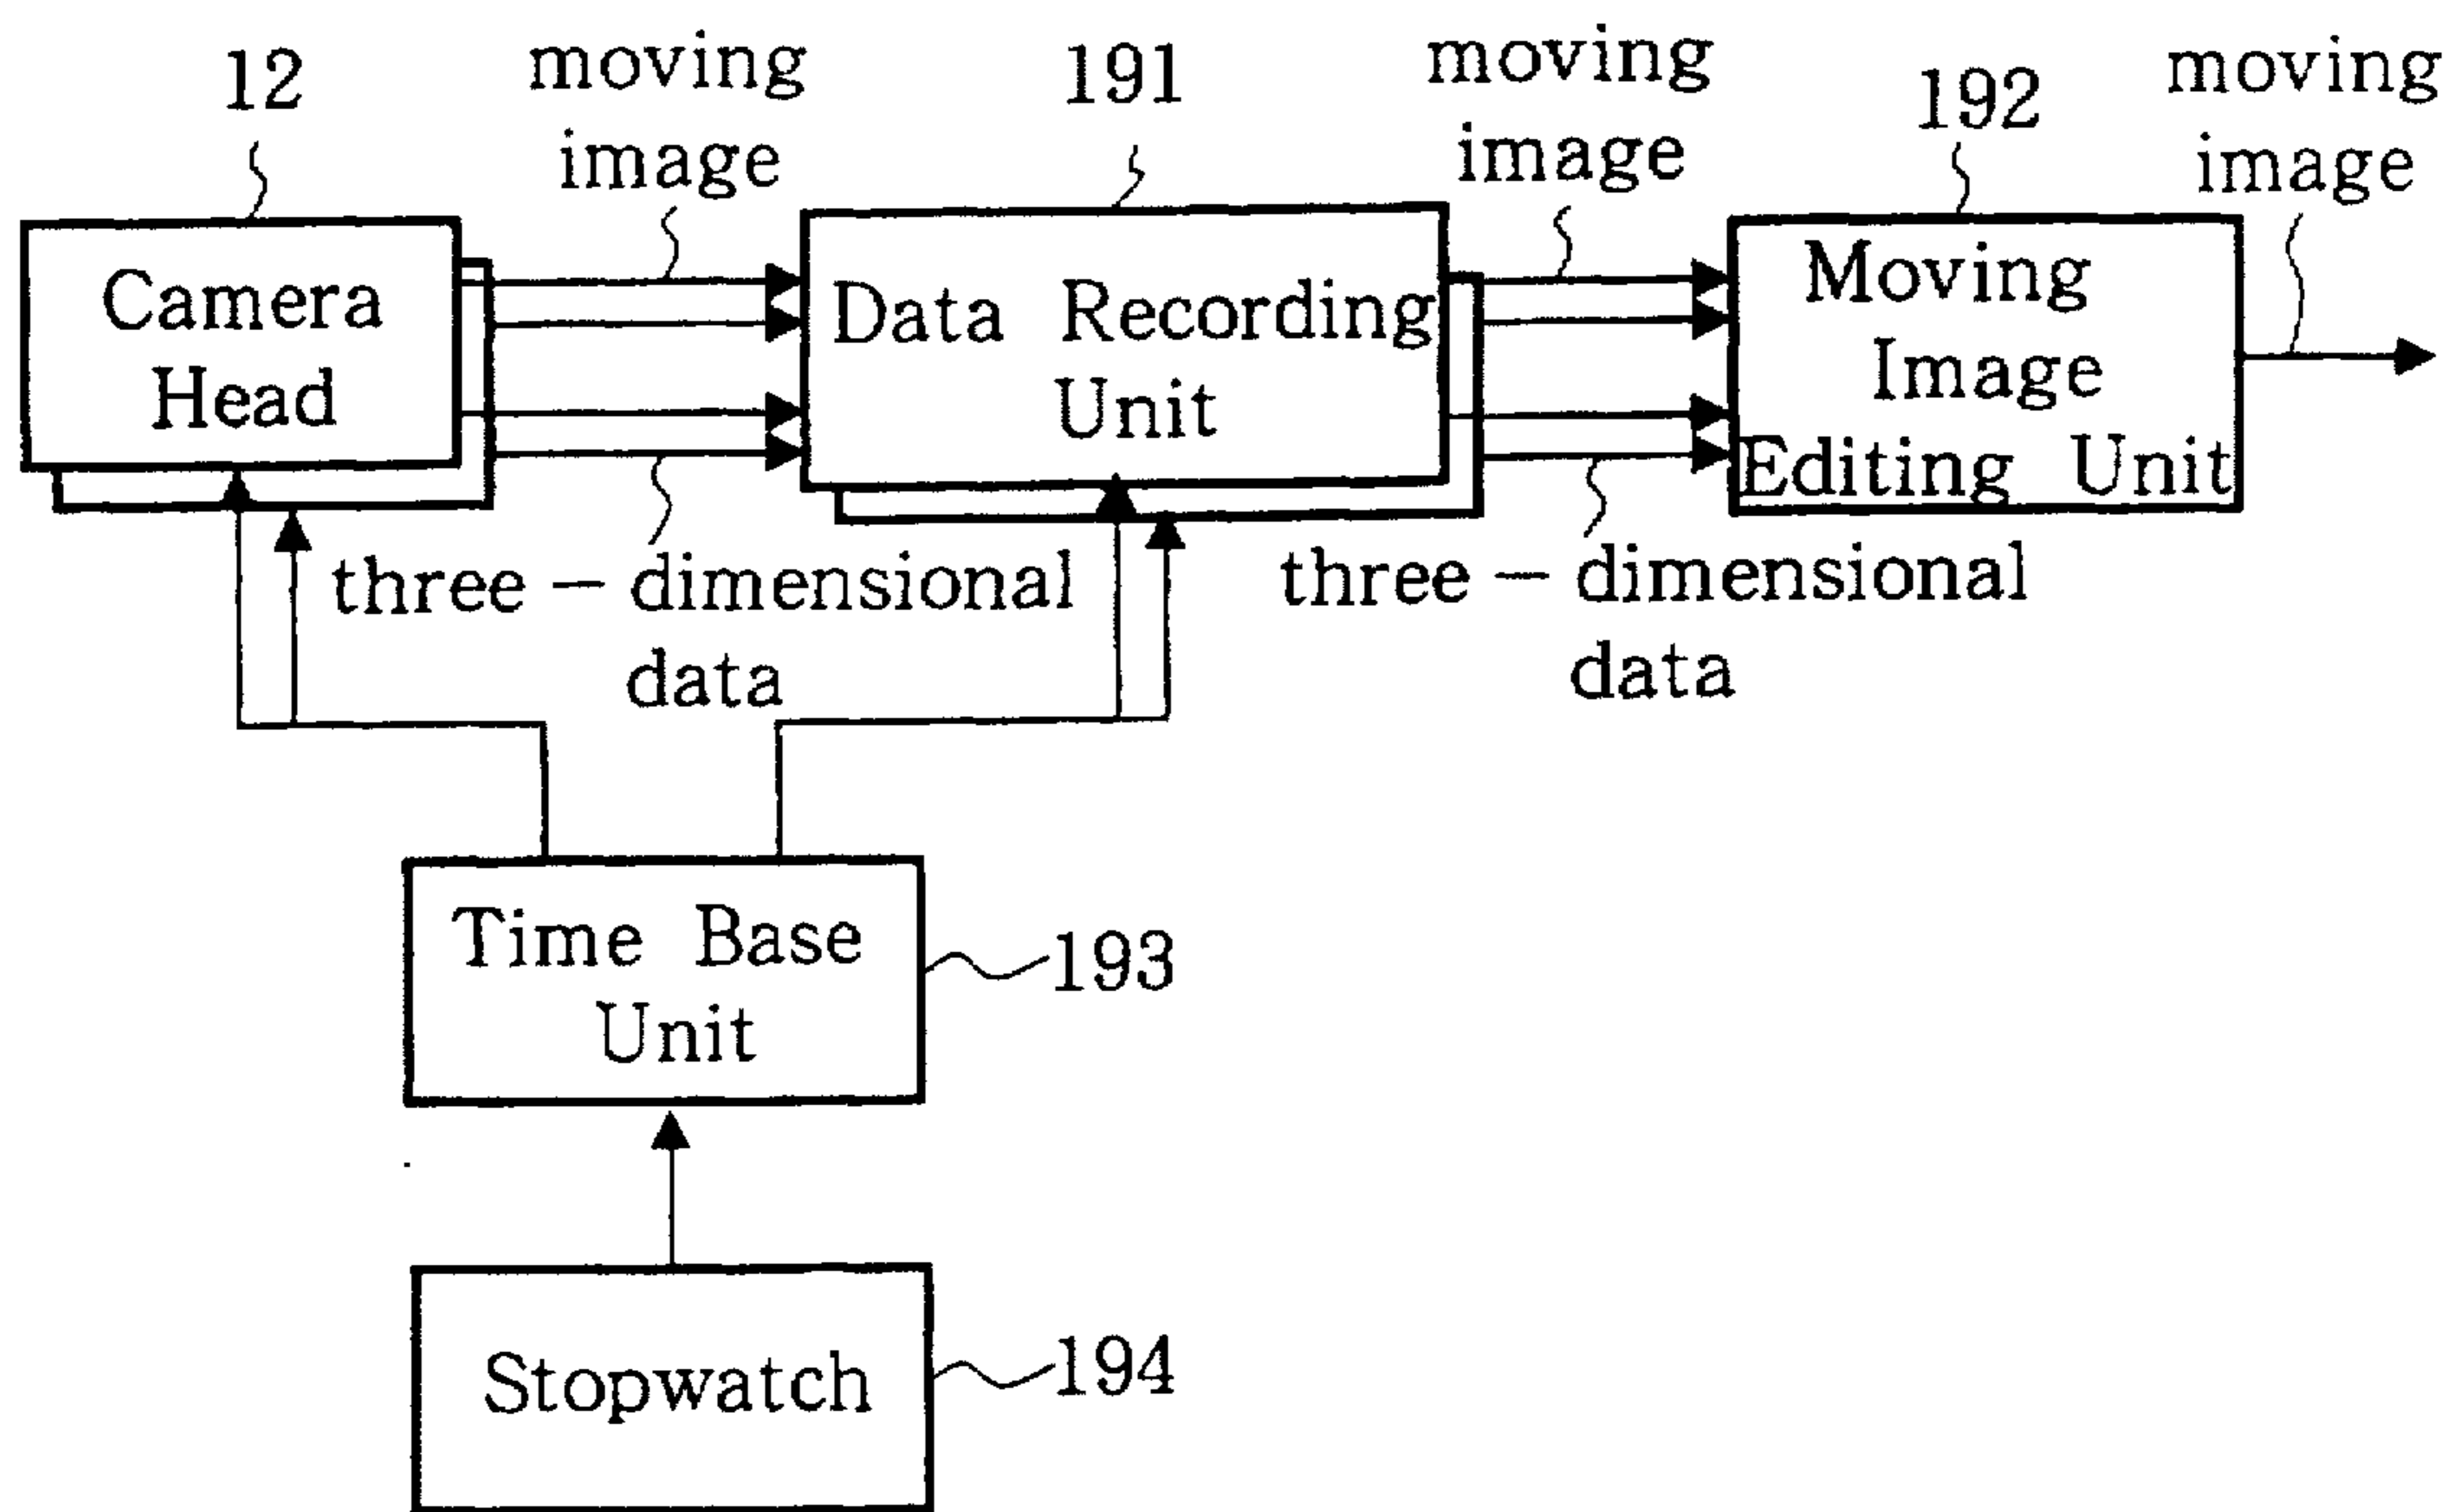 12
moving
image
191
moving
image
192
moving
image
Camera
Head
Data Recording
Unit
Moving
Image
Editing Unit
three – dimensional
data
three – dimensional
data
Time Base
Unit
193
Stopwatch
194